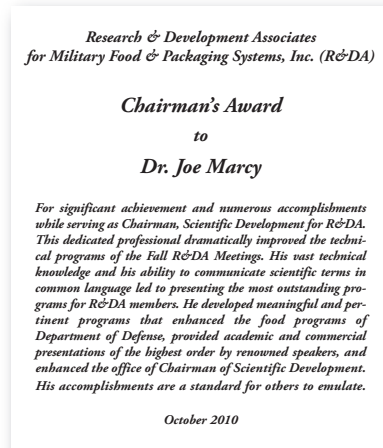 Research & Development Associates
for Military Food & Packaging Systems, Inc. (R&DA)
Chairman's Award
to
Dr. Joe Marcy
For significant achievement and numerous accomplishments
while serving as Chairman, Scientific Development for R&DA.
This dedicated professional dramatically improved the techni-
cal programs of the Fall R&DA Meetings. His vast technical
knowledge and his ability to communicate scientific terms in
common language led to presenting the most outstanding pro-
grams for R&DA members. He developed meaningful and per-
tinent programs that enhanced the food programs of
Department of Defense, provided academic and commercial
presentations of the highest order by renowned speakers, and
enhanced the office of Chairman of Scientific Development.
His accomplishments are a standard for others to emulate.
October 2010